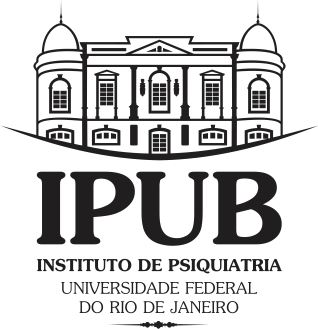 IPUB
INSTITUTO DE PSIQUIATRIA
UNIVERSIDADE FEDERAL
DO RIO DE JANEIRO